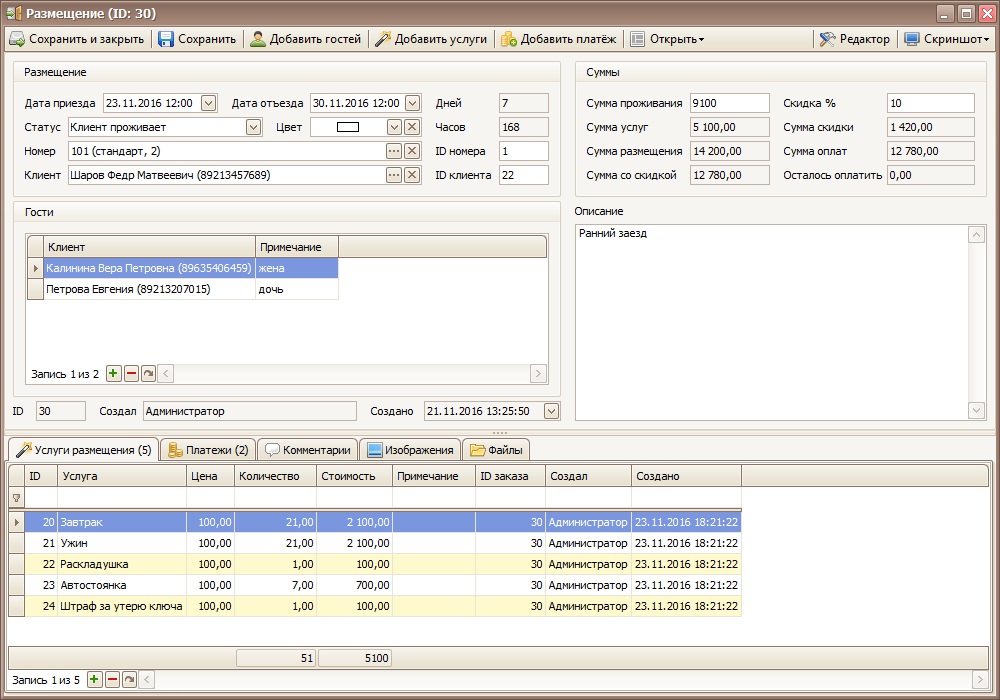 Размещение (ID: 30)
Сохранить и закрыть Сохранить Добавить гостей Добавить услуги Добавить платёж Открыть Редактор Скриншот
Размещение
Дата приезда 23.11.2016 12:00 Дата отъезда 30.11.2016 12:00 Дней 7
Статус Клиент проживает Цвет Часов 168
Номер 101 (стандарт, 2) ID номера 1
Клиент Шаров Федр Матвеевич (89213457689) ID клиента 22
Суммы
Сумма проживания 9100 Скидка % 10
Сумма услуг 5 100,00 Сумма скидки 1 420,00
Сумма размещения 14 200,00 Сумма оплат 12 780,00
Сумма со скидкой 12 780,00 Осталось оплатить 0,00
Гости
Клиент Примечание
Калинина Вера Петровна (89635406459) жена
Петрова Евгения (89213207015) дочь
Запись 1 из 2
Описание
Ранний заезд
ID 30 Создал Администратор Создано 21.11.2016 13:25:50
Услуги размещения (5) Платежи (2) Комментарии Изображения Файлы
ID Услуга Цена Количество Стоимость Примечание ID заказа Создал Создано
20 Завтрак 100,00 21,00 2 100,00 30 Администратор 23.11.2016 18:21:22
21 Ужин 100,00 21,00 2 100,00 30 Администратор 23.11.2016 18:21:22
22 Раскладушка 100,00 1,00 100,00 30 Администратор 23.11.2016 18:21:22
23 Автостоянка 100,00 7,00 700,00 30 Администратор 23.11.2016 18:21:22
24 Штраф за утерю ключа 100,00 1,00 100,00 30 Администратор 23.11.2016 18:21:22
51 5100
Запись 1 из 5